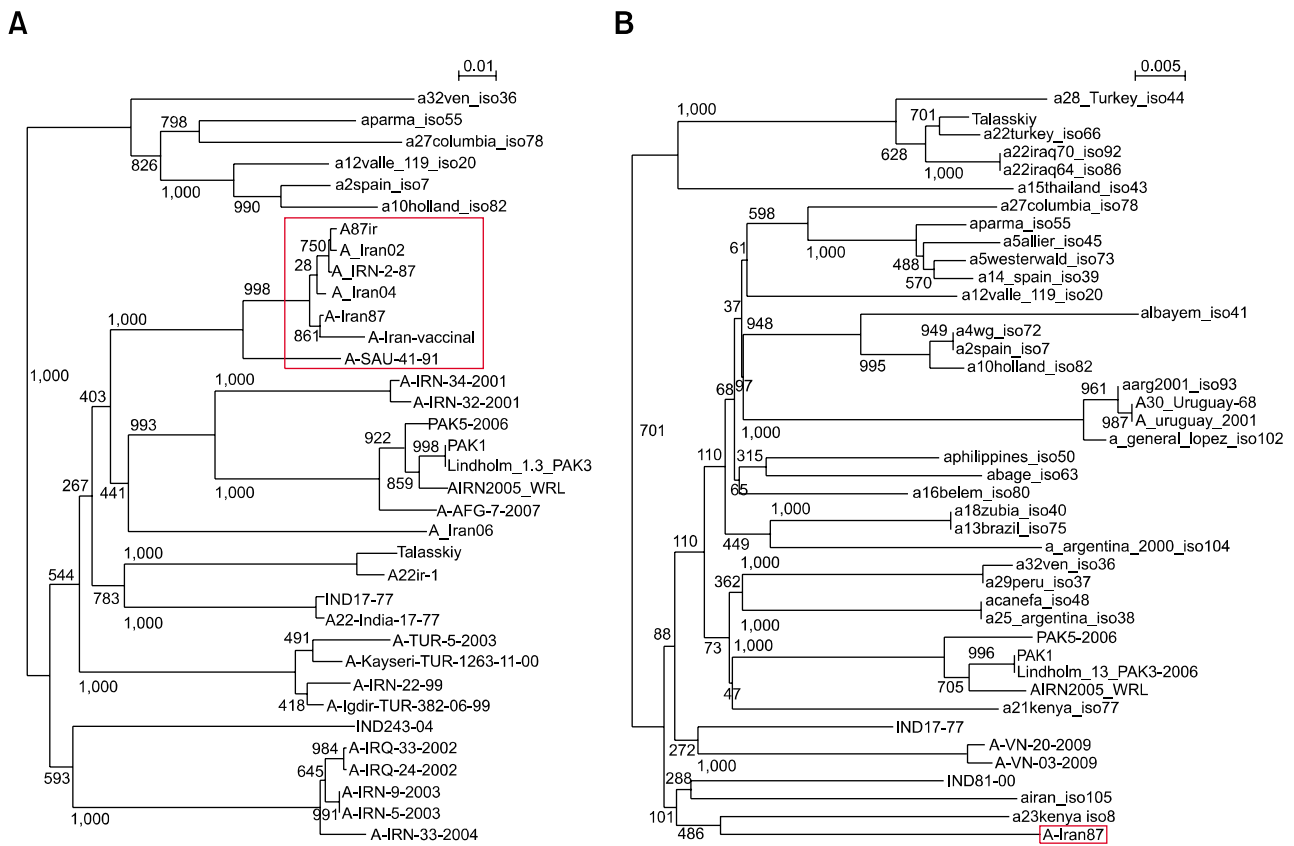 A
0.01
a32ven_iso36
798
aparma_iso55
a27columbia_iso78
826
a12valle_119_iso20
1,000
a2spain_iso7
990
a10holland_iso82
A87ir
750
A_Iran02
28
A_IRN-2-87
998
A_Iran04
A-Iran87
1,000
861
A-Iran-vaccinal
A-SAU-41-91
1,000
1,000
A-IRN-34-2001
403
A-IRN-32-2001
993
PAK5-2006
922
998
PAK1
Lindholm_1.3_PAK3
267
441
1,000
859
AIRN2005_WRL
A-AFG-7-2007
A_Iran06
1,000
Talasskiy
544
A22ir-1
783
IND17-77
1,000
A22-India-17-77
491
A-TUR-5-2003
A-Kayseri-TUR-1263-11-00
1,000
A-IRN-22-99
418
A-Igdir-TUR-382-06-99
IND243-04
984
A-IRQ-33-2002
593
645
A-IRQ-24-2002
A-IRN-9-2003
1,000
991
A-IRN-5-2003
A-IRN-33-2004
B
0.005
1,000
a28_Turkey_iso44
701
Talasskiy
a22turkey_iso66
628
a22iraq70_iso92
1,000
a22iraq64_iso86
a15thailand_iso43
598
a27columbia_iso78
aparma_iso55
61
1,000
a5allier_iso45
488
a5westerwald_iso73
570
a14_spain_iso39
a12valle_119_iso20
37
albayem_iso41
948
949
a4wg_iso72
a2spain_iso7
995
a10holland_iso82
68
97
961
aarg2001_iso93
A30_Uruguay-68
987
A_uruguay_2001
701
1,000
a_general_lopez_iso102
110
315
aphilippines_iso50
abage_iso63
65
a16belem_iso80
1,000
a18zubia_iso40
a13brazil_iso75
110
449
a_argentina_2000_iso104
1,000
a32ven_iso36
362
a29peru_iso37
acanefa_iso48
1,000
a25_argentina_iso38
88
73
1,000
PAK5-2006
996
PAK1
Lindholm_13_PAK3-2006
47
705
AIRN2005_WRL
a21kenya_iso77
IND17-77
272
A-VN-20-2009
1,000
A-VN-03-2009
288
IND81-00
airan_iso105
101
a23kenya iso8
486
A-Iran87